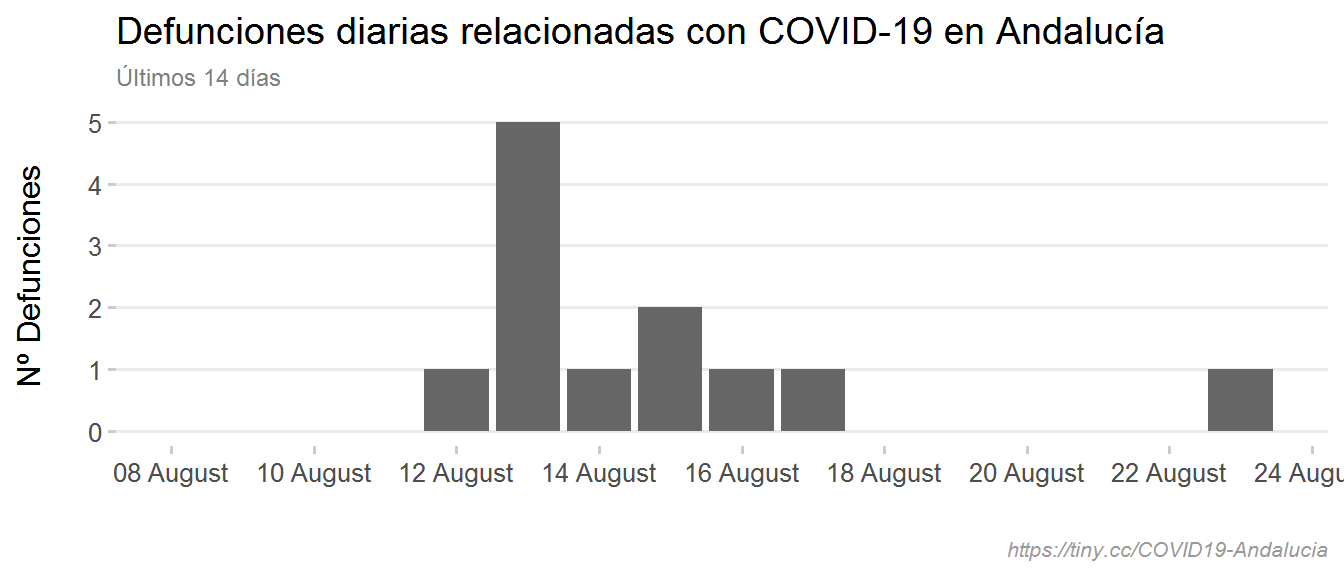 Defunciones diarias relacionadas con COVID-19 en Andalucía
Últimos 14 días
Nº Defunciones
5
4
3
2
1
0
08 August 10 August 12 August 14 August 16 August 18 August 20 August 22 August 24 Augu
https://tiny.cc/COVID19-Andalucia